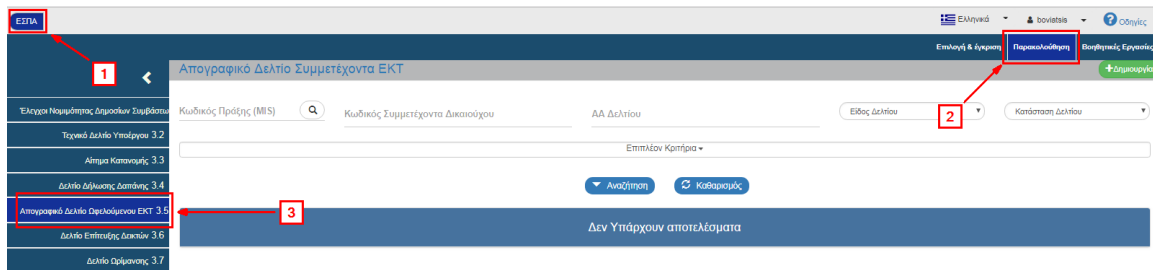 ΕΣΠΑ
Ελληνικά
boviatsis
Οδηγίες
Επιλογή & έγκριση
Παρακολούθηση
Βοηθητικές Εργασίες
1
Απογραφικό Δελτίο Συμμετέχοντα ΕΚΤ
+Δημιουργία
2
Έλεγχοι Νομιμότητας Δημοσίων Συμβάσεω
Κωδικός Πράξης (MIS)
Κωδικός Συμμετέχοντα Δικαιούχου
ΑΑ Δελτίου
Είδος Δελτίου
Κατάσταση Δελτίου
Τεχνικό Δελτίο Υποέργου 3.2
Επιπλέον Κριτήρια
Αίτημα Κατανομής 3.3
Δελτίο Δήλωσης Δαπάνης 3.4
Αναζήτηση
Καθαρισμός
Απογραφικό Δελτίο Ωφελούμενου ΕΚΤ 3.5
3
Δεν Υπάρχουν αποτελέσματα
Δελτίο Επίτευξης Δεικτών 3.6
Δελτίο Ωρίμανσης 3.7